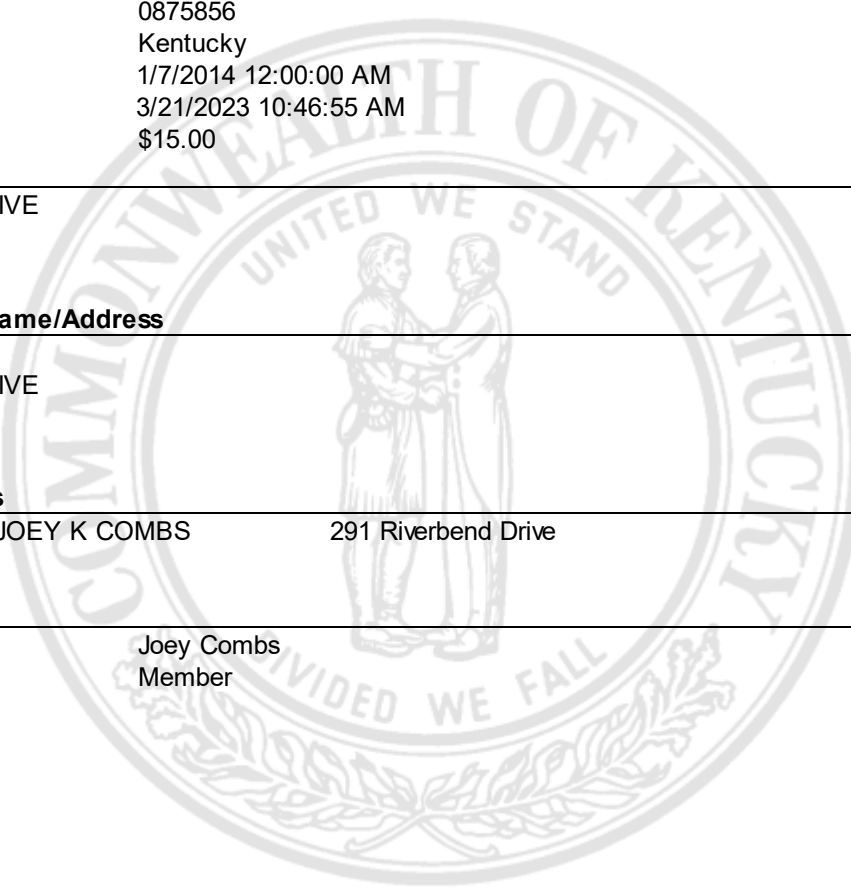 0875856
Kentucky
1/7/2014 12:00:00 AM
3/21/2023 10:46:55 AM
$15.00
IVE
ame/Address
IVE
s
JOEY K COMBS 291 Riverbend Drive
Joey Combs
Member
COMMONWEALTH OF KENTUCKY
UNITED WE STAND
DIVIDED WE FALL